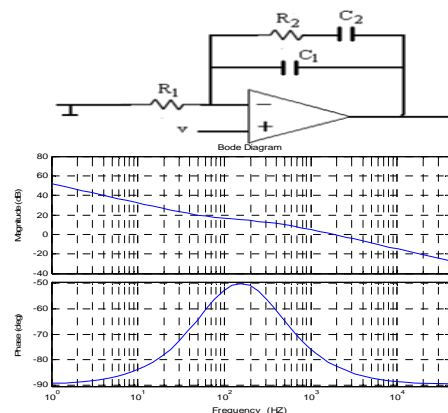 R2 C2
C1
R1
−
v +
Bode Diagram
80
60
40
20
0
-20
-40
Magnitude (dB)
-50
-60
-70
-80
-90
Phase (deg)
10^0 10^1 10^2 10^3 10^4
Frequency (HZ)